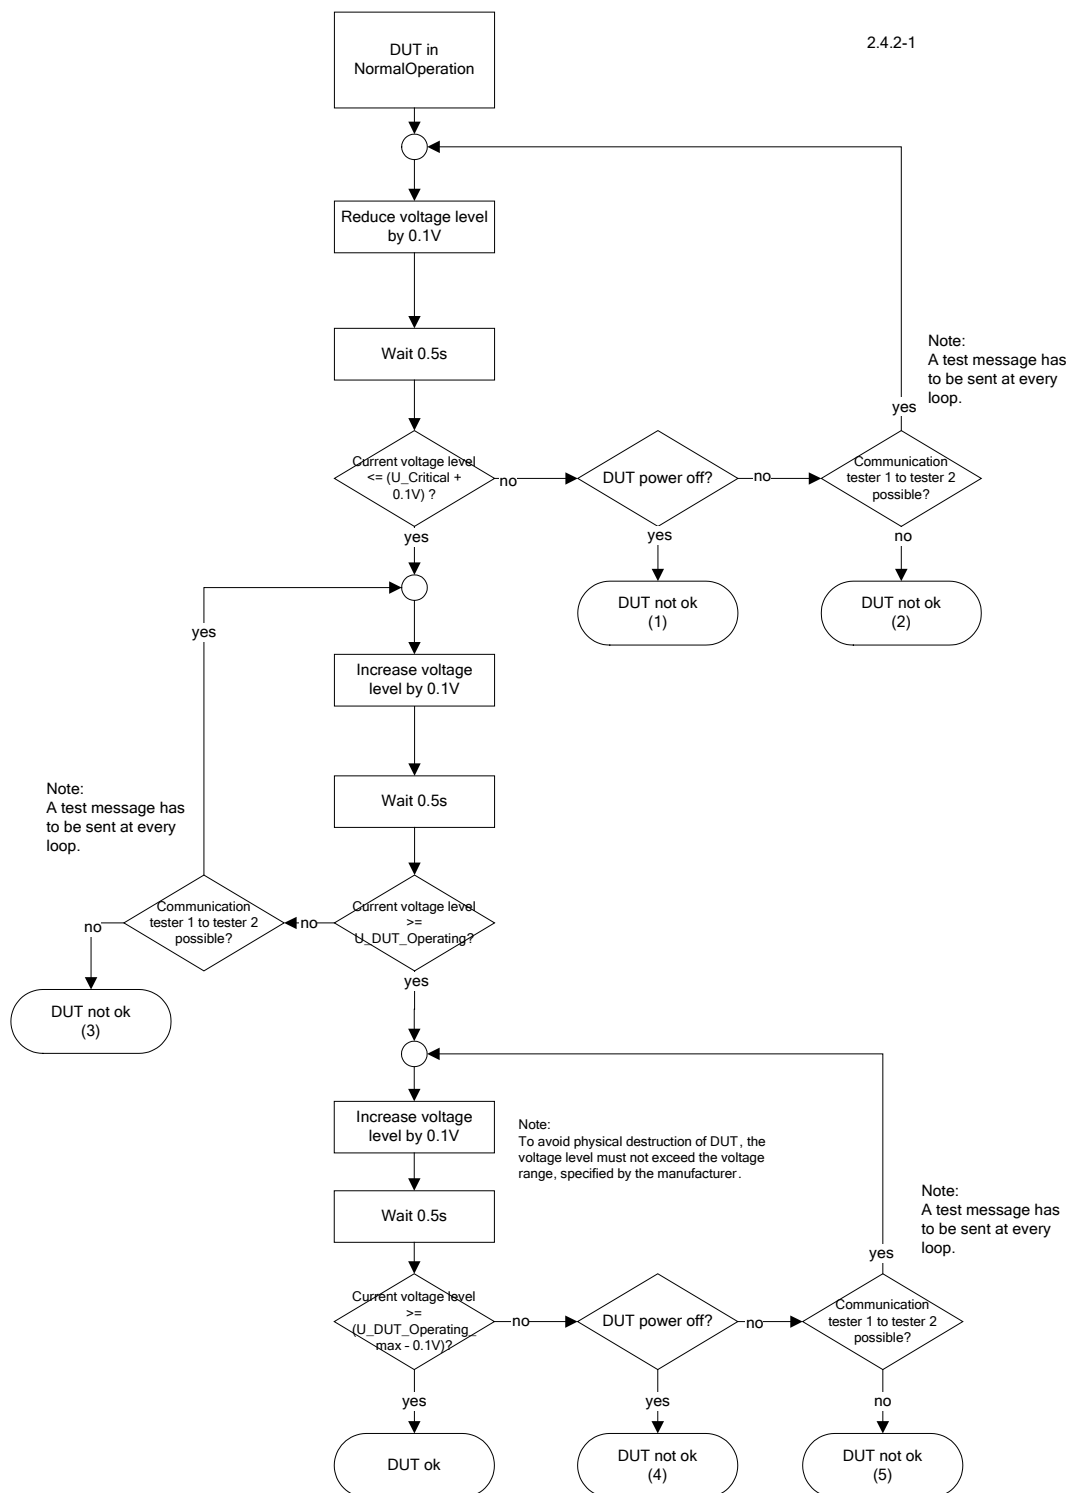 DUT in
NormalOperation
2.4.2-1
Reduce voltage level
by 0.1V
Wait 0.5s
Note:
A test message has
to be sent at every
loop.
yes
Current voltage level
<= (U_Critical +
0.1V) ?
no
DUT power off?
no
Communication
tester 1 to tester 2
possible?
yes
yes
no
DUT not ok
(1)
DUT not ok
(2)
yes
Increase voltage
level by 0.1V
Wait 0.5s
Note:
A test message has
to be sent at every
loop.
Communication
tester 1 to tester 2
possible?
no
Current voltage level
>=
U_DUT_Operating?
no
yes
DUT not ok
(3)
Increase voltage
level by 0.1V
Note:
To avoid physical destruction of DUT, the
voltage level must not exceed the voltage
range, specified by the manufacturer.
Wait 0.5s
Note:
A test message has
to be sent at every
loop.
yes
Current voltage level
>=
(U_DUT_Operating_
max - 0.1V)?
no
DUT power off?
no
Communication
tester 1 to tester 2
possible?
yes
yes
no
DUT ok
DUT not ok
(4)
DUT not ok
(5)